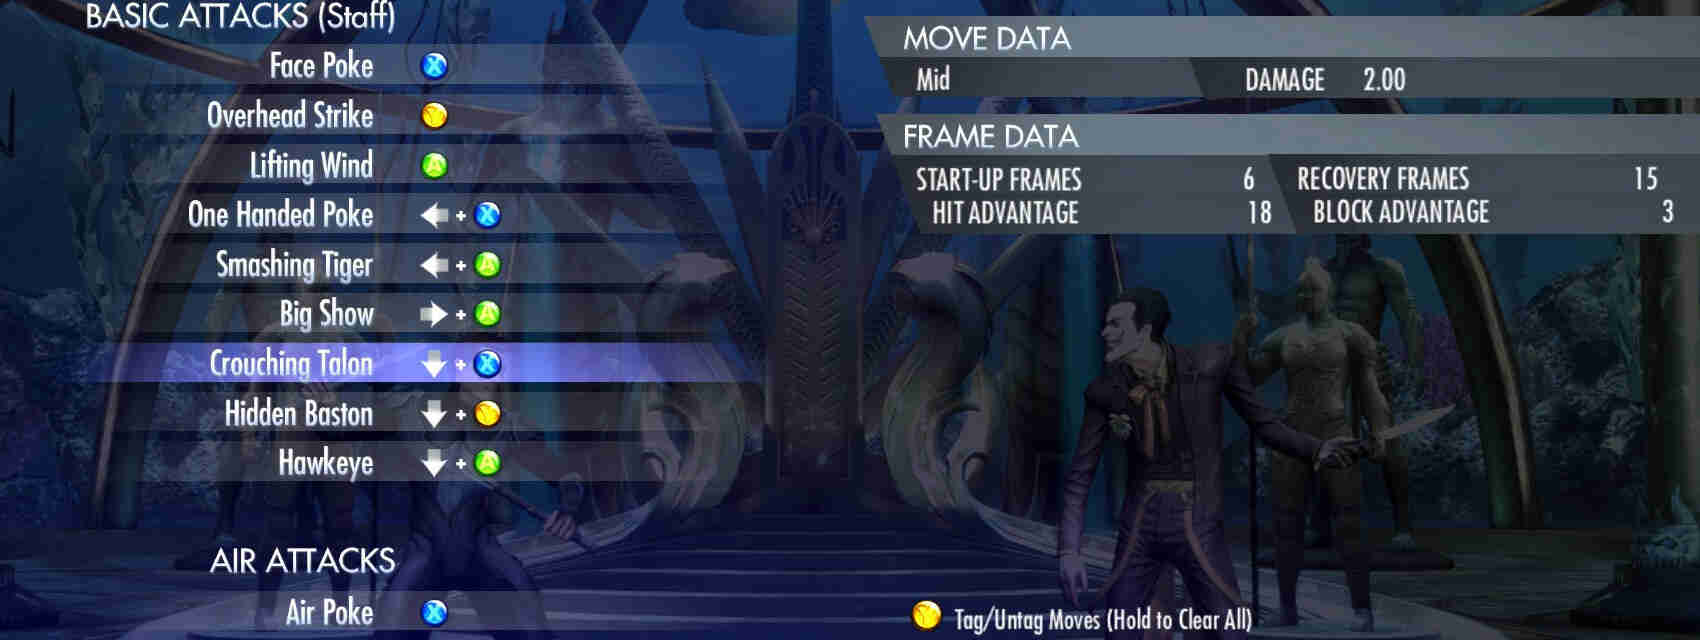 BASIC ATTACKS (Staff)
Face Poke X
Overhead Strike Y
Lifting Wind A
One Handed Poke + X
Smashing Tiger + A
Big Show + A
Crouching Talon + X
Hidden Baston + Y
Hawkeye + A
AIR ATTACKS
Air Poke X
MOVE DATA
Mid DAMAGE 2.00
FRAME DATA
START-UP FRAMES 6 RECOVERY FRAMES 15
HIT ADVANTAGE 18 BLOCK ADVANTAGE 3
Y Tag/Untag Moves (Hold to Clear All)